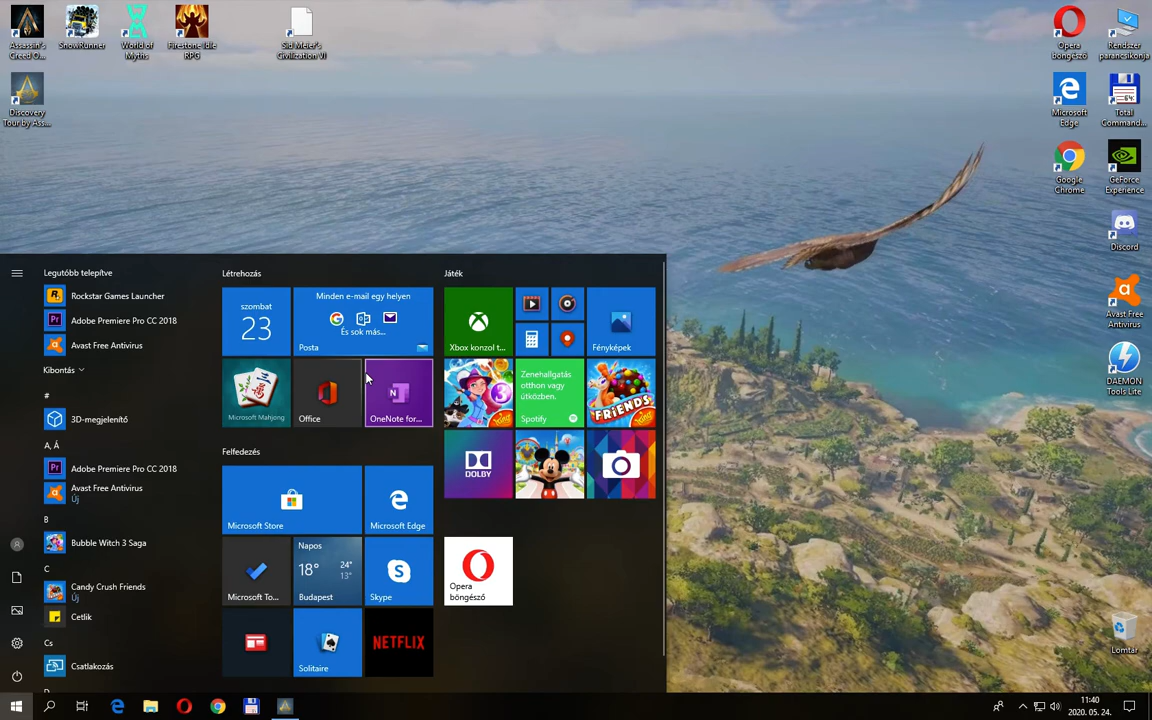 Assassin's
Creed O...
SnowRunner
World of
Myths
Firestone Idle
RPG
Sid Meier's
Civilization VI
Opera
böngésző
Rendszer
parancsikonja
Discovery
Tour by Ass...
Microsoft
Edge
64
Total
Command...
Google
Chrome
GeForce
Experience
Discord
Avast Free
Antivirus
DAEMON
Tools Lite
Lomtár
Legutóbb telepítve
Rockstar Games Launcher
Adobe Premiere Pro CC 2018
Avast Free Antivirus
Kibontás
#
3D-megjelenítő
A, Á
Adobe Premiere Pro CC 2018
Avast Free Antivirus
Új
B
Bubble Witch 3 Saga
C
Candy Crush Friends
Új
Cetlik
Cs
Csatlakozás
Létrehozás
szombat
23
Minden e-mail egy helyen
És sok más...
Posta
Microsoft Mahjong
Office
OneNote for...
Felfedezés
Microsoft Store
Microsoft Edge
Microsoft To...
Napos
18°
24°
13°
Budapest
Skype
Solitaire
NETFLIX
Játék
Xbox konzol t...
Fényképek
3
King
Zenehallgatás
otthon vagy
útközben.
Spotify
FRIENDS
King
DOLBY
Opera
böngésző
11:40
2020. 05. 24.